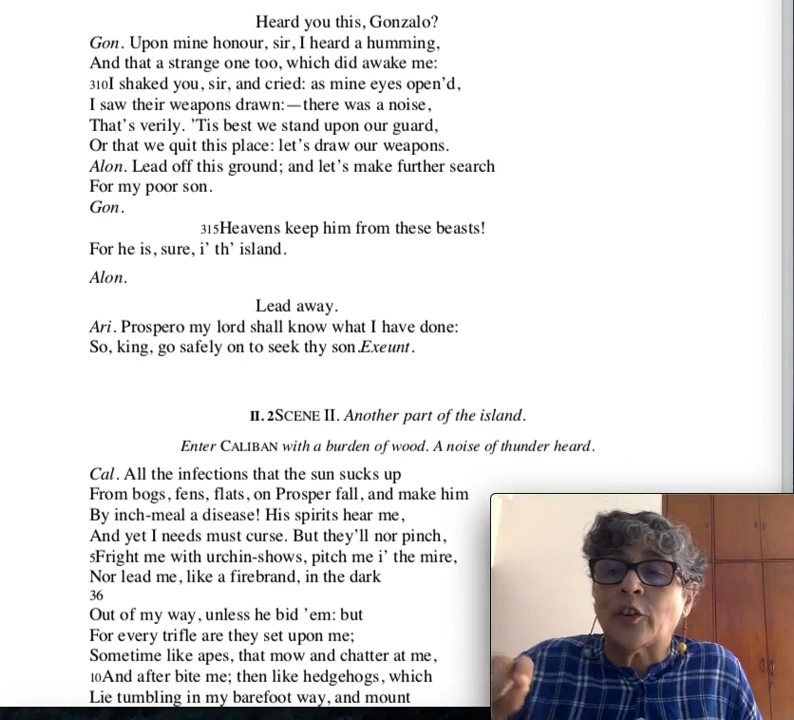 Heard you this, Gonzalo?
Gon. Upon mine honour, sir, I heard a humming,
And that a strange one too, which did awake me:
310I shaked you, sir, and cried: as mine eyes open’d,
I saw their weapons drawn:—there was a noise,
That’s verily. ’Tis best we stand upon our guard,
Or that we quit this place: let’s draw our weapons.
Alon. Lead off this ground; and let’s make further search
For my poor son.
Gon.
315Heavens keep him from these beasts!
For he is, sure, i’ th’ island.
Alon.
Lead away.
Ari. Prospero my lord shall know what I have done:
So, king, go safely on to seek thy son.Exeunt.
II. 2SCENE II. Another part of the island.
Enter CALIBAN with a burden of wood. A noise of thunder heard.
Cal. All the infections that the sun sucks up
From bogs, fens, flats, on Prosper fall, and make him
By inch-meal a disease! His spirits hear me,
And yet I needs must curse. But they’ll nor pinch,
5Fright me with urchin-shows, pitch me i’ the mire,
Nor lead me, like a firebrand, in the dark
36
Out of my way, unless he bid ’em: but
For every trifle are they set upon me;
Sometime like apes, that mow and chatter at me,
10And after bite me; then like hedgehogs, which
Lie tumbling in my barefoot way, and mount